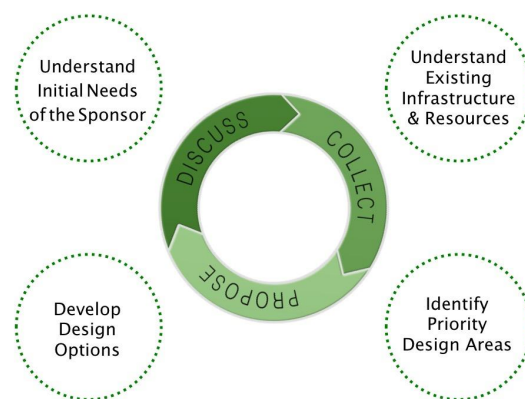 Understand
Initial Needs
of the Sponsor
Understand
Existing
Infrastructure
& Resources
DISCUSS
COLLECT
PROPOSE
Develop
Design
Options
Identify
Priority
Design Areas